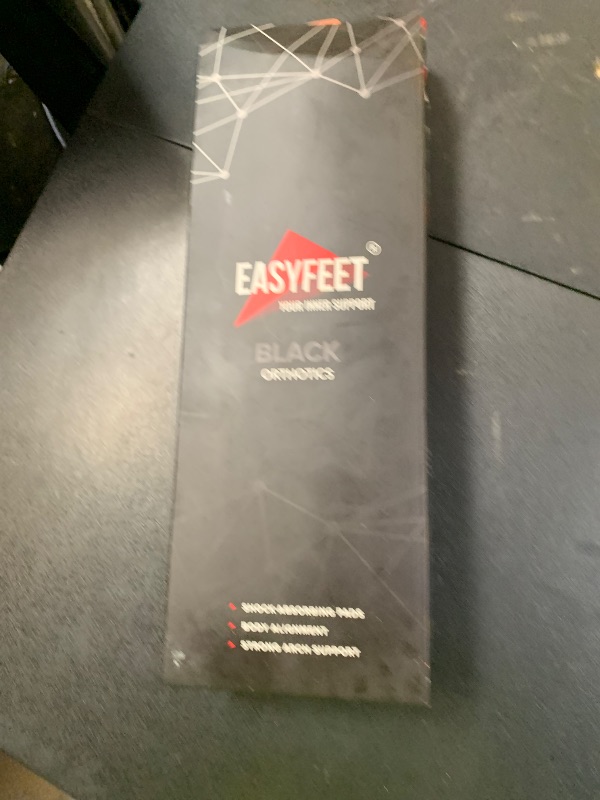 EASYFEET®
YOUR INNER SUPPORT
BLACK
ORTHOTICS
SHOCK ABSORBING PADS
BODY ALIGNMENT
STRONG ARCH SUPPORT